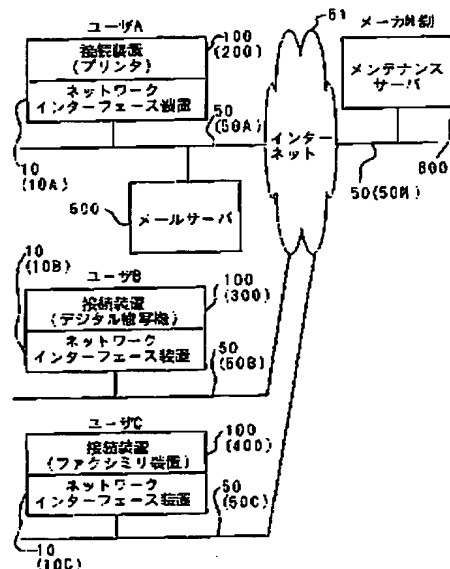 ユーザA
接続装置
(プリンタ)
ネットワーク
インターフェース装置
100
(200)
50
(50A)
10
(10A)
500
メールサーバ
51
インター
ネット
メーカM側
メンテナンス
サーバ
50(50M)
600
10
(10B)
ユーザB
接続装置
(デジタル複写機)
ネットワーク
インターフェース装置
100
(300)
50
(50B)
ユーザC
接続装置
(ファクシミリ装置)
ネットワーク
インターフェース装置
100
(400)
50
(50C)
10
(10C)